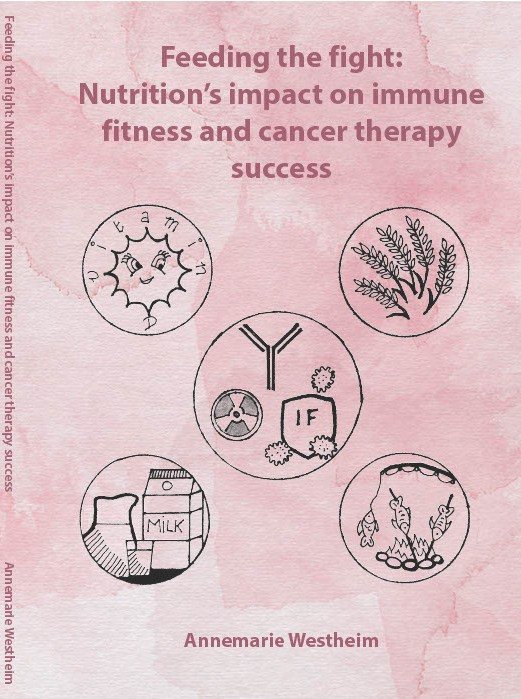 Feeding the fight: Nutrition's impact on immune fitness and cancer therapy success
Annemarie Westheim
Feeding the fight:
Nutrition's impact on immune
fitness and cancer therapy
success
vitamin
IF
MILK
Annemarie Westheim